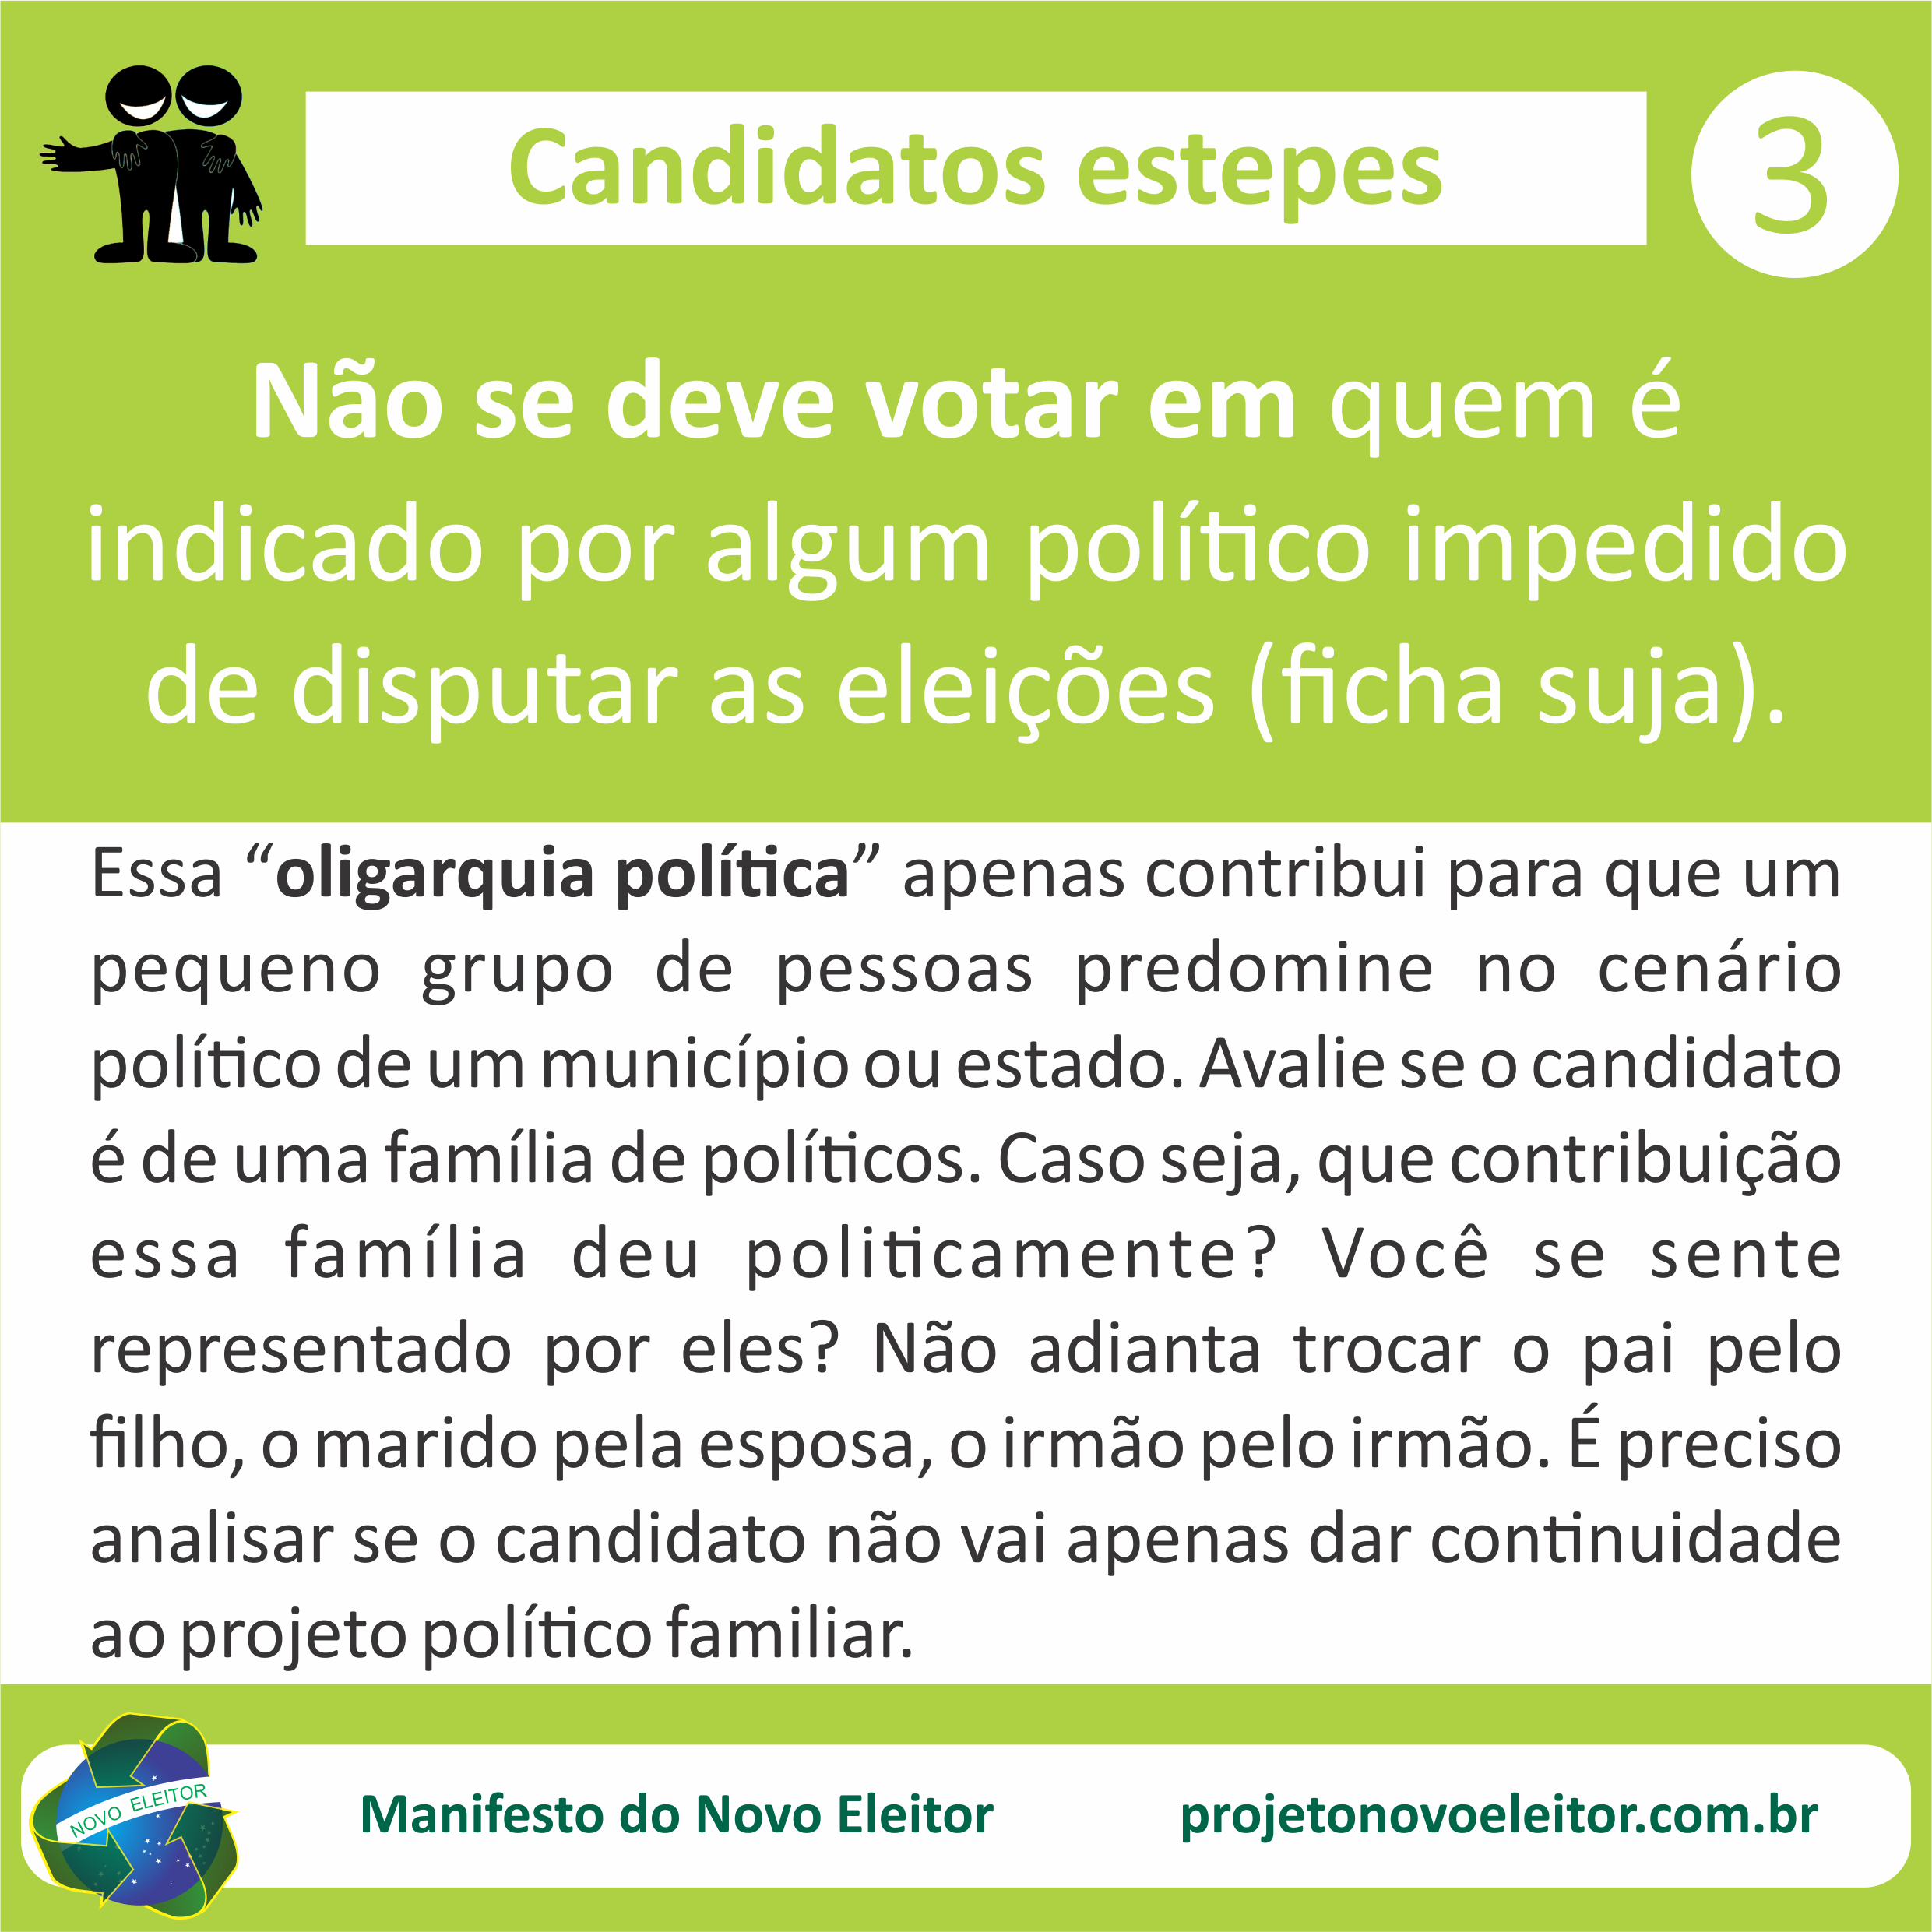 Candidatos estepes
3
Não se deve votar em quem é
indicado por algum político impedido
de disputar as eleições (ficha suja).
Essa “oligarquia política” apenas contribui para que um
pequeno grupo de pessoas predomine no cenário
político de um município ou estado. Avalie se o candidato
é de uma família de políticos. Caso seja, que contribuição
essa família deu politicamente? Você se sente
representado por eles? Não adianta trocar o pai pelo
filho, o marido pela esposa, o irmão pelo irmão. É preciso
analisar se o candidato não vai apenas dar continuidade
ao projeto político familiar.
NOVO ELEITOR
Manifesto do Novo Eleitor
projetonovoeleitor.com.br